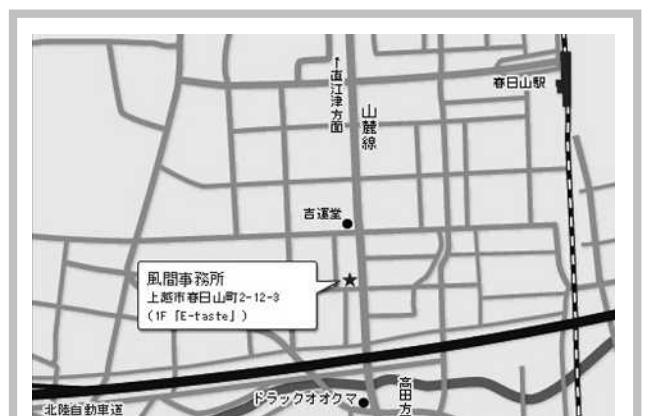 春日山駅
↑直江津方面
山麓線
吉運堂
風間事務所
上越市春日山町2-12-3
(1F「E-taste」)
北陸自動車道
ドラックオオクマ
高田方